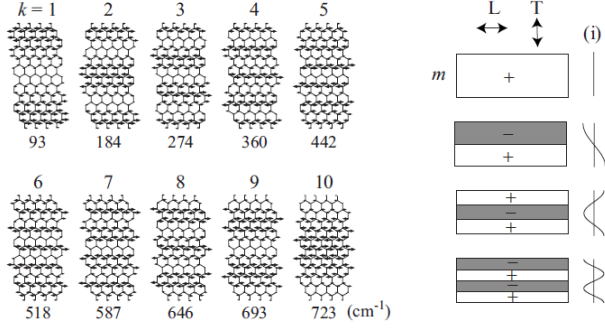 k = 1 2 3 4 5
93 184 274 360 442
6 7 8 9 10
518 587 646 693 723 (cm⁻¹)
L T (i)
m +
−
+
+
−
+
−
+
−
+